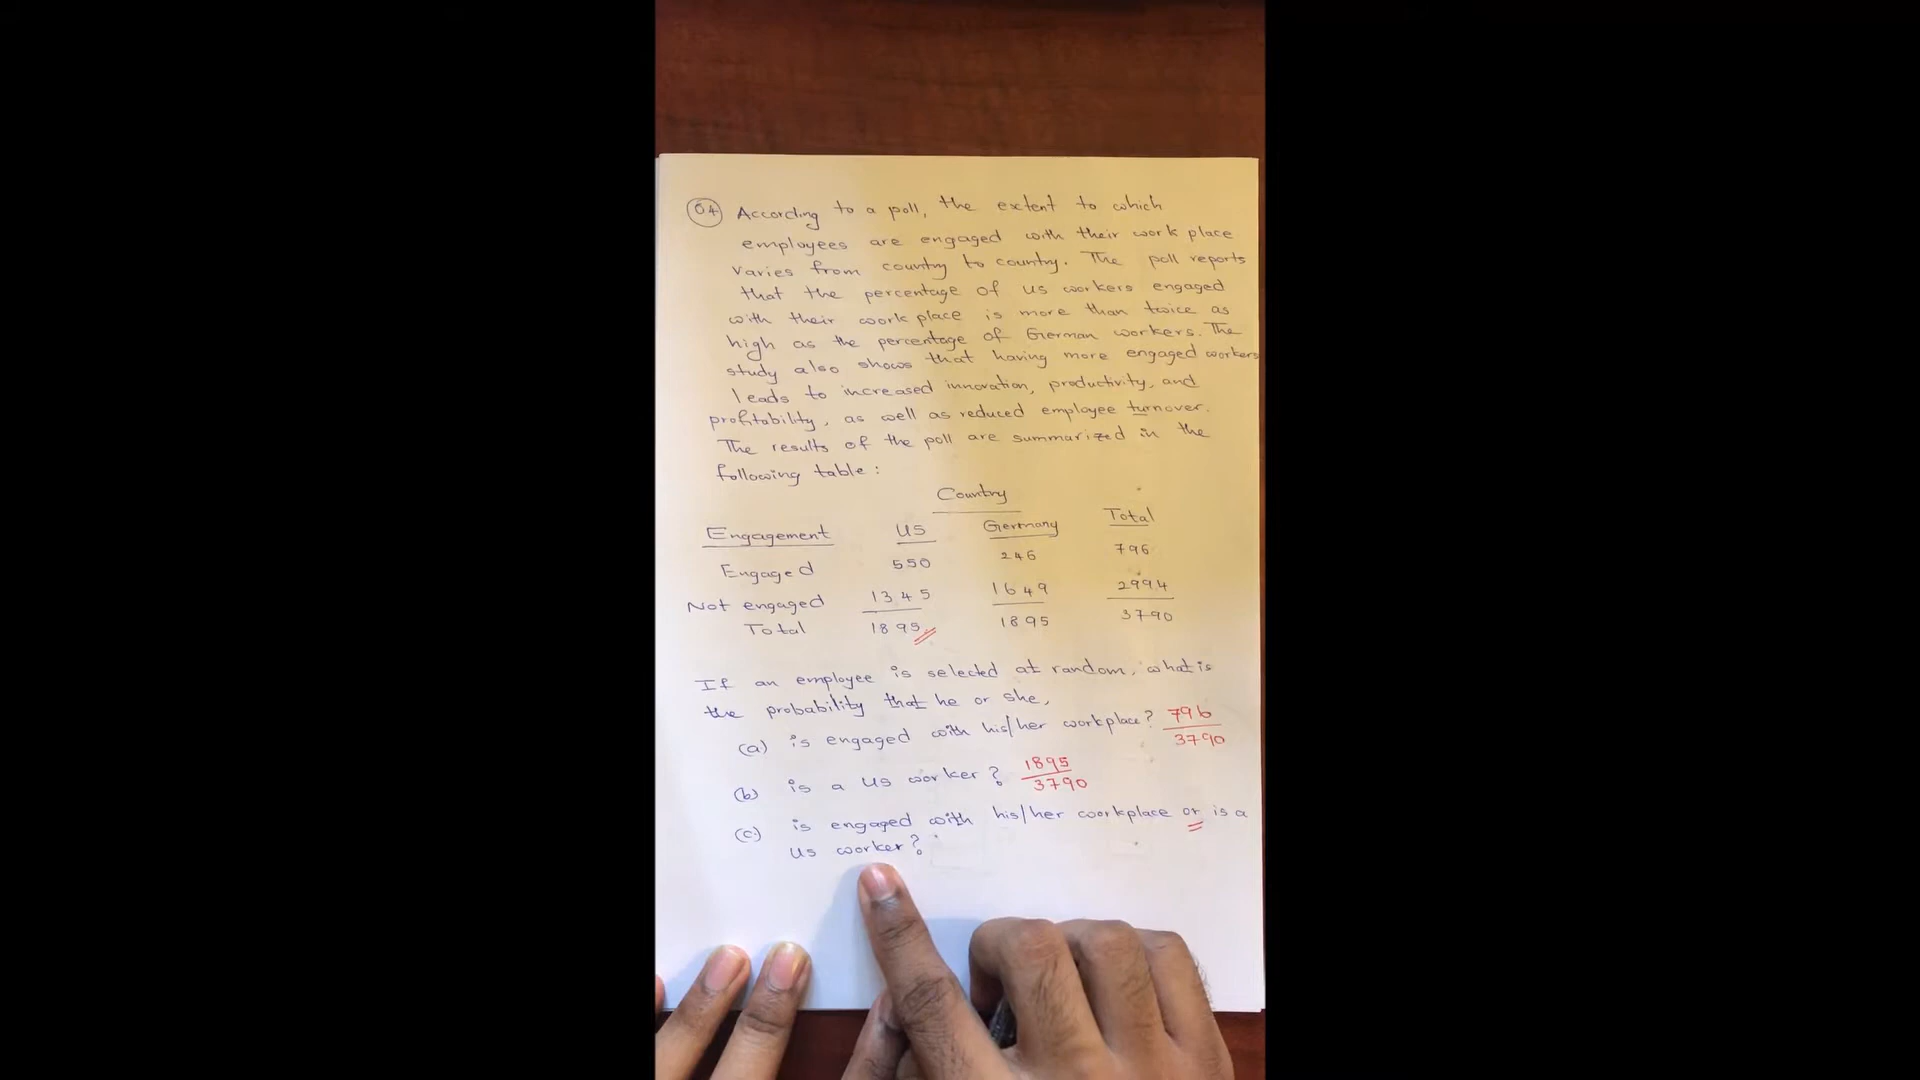 04 According to a poll, the extent to which
employees are engaged with their work place
varies from country to country. The poll reports
that the percentage of us workers engaged
with their work place is more than twice as
high as the percentage of German workers. The
study also shows that having more engaged workers
leads to increased innovation, productivity, and
profitability, as well as reduced employee turnover.
The results of the poll are summarized in the
following table:
Country
Engagement US Germany Total
Engaged 550 246 796
Not engaged 1345 1649 2994
Total 1895 1895 3790
If an employee is selected at random, what is
the probability that he or she,
(a) is engaged with his/her workplace? 796/3790
(b) is a us worker? 1895/3790
(c) is engaged with his/her workplace or is a
us worker?